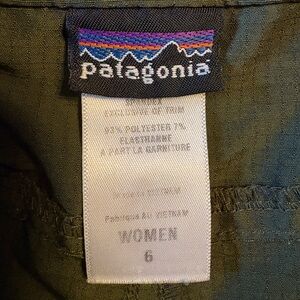 patagonia
SPANDEX
EXCLUSIVE OF TRIM
93% POLYESTER 7%
ELASTHANNE
A PART LA GARNITURE
Made in VIETNAM
Fabriqué AU VIETNAM
WOMEN
6